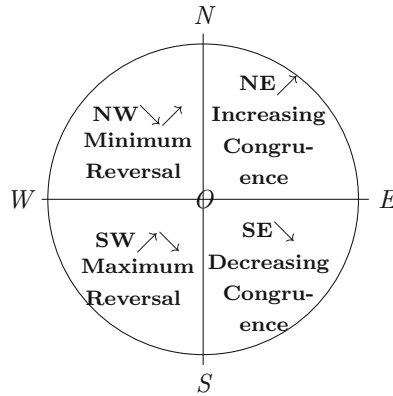 N
NW↘↗
Minimum
Reversal
NE↗
Increasing
Congru-
ence
W
O
E
SW↗↘
Maximum
Reversal
SE↘
Decreasing
Congru-
ence
S